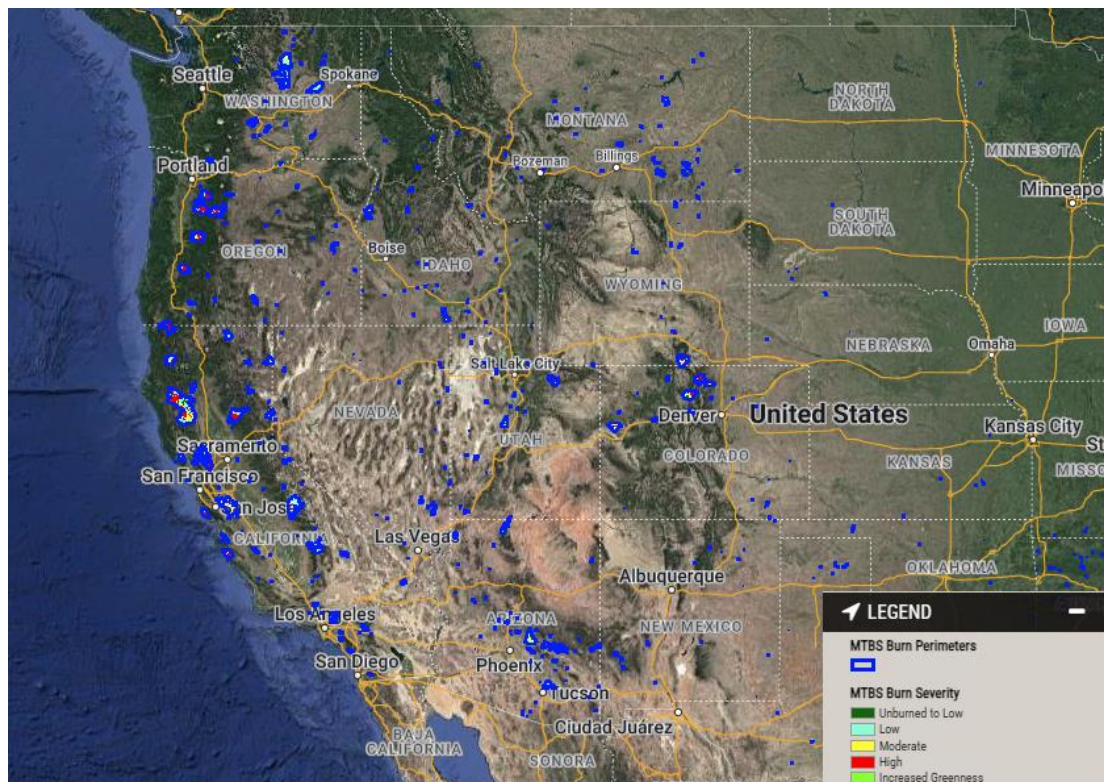 Seattle
Spokane
WASHINGTON
NORTH
DAKOTA
MONTANA
MINNESOTA
Portland
Bozeman
Billings
Minneapol
OREGON
Boise
IDAHO
SOUTH
DAKOTA
WYOMING
IOWA
Salt Lake City
NEBRASKA
Omaha
NEVADA
Denver
United States
UTAH
Sacramento
COLORADO
KANSAS
Kansas City
San Francisco
St
MISSO
San Jose
CALIFORNIA
Las Vegas
Albuquerque
OKLAHOMA
Los Angeles
ARIZONA
NEW MEXICO
San Diego
Phoenix
Tucson
Ciudad Juárez
BAJA
CALIFORNIA
SONORA
LEGEND
MTBS Burn Perimeters
MTBS Burn Severity
Unburned to Low
Low
Moderate
High
Increased Greenness